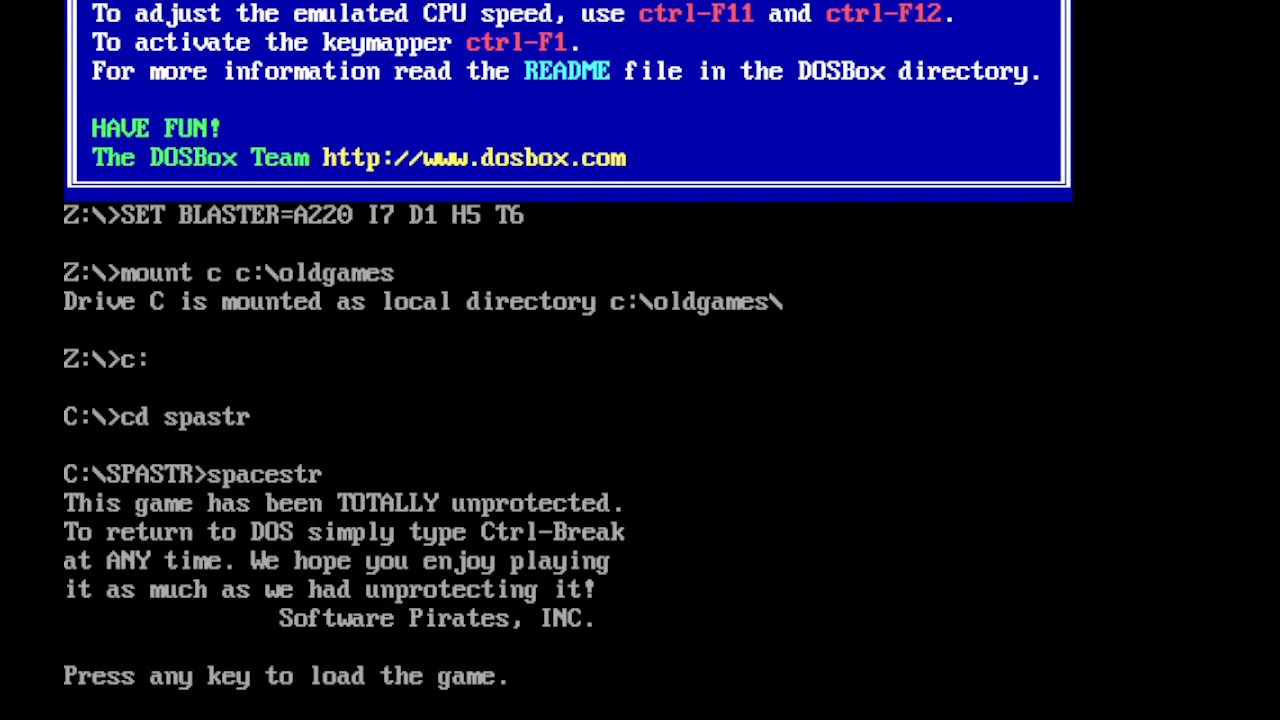 To adjust the emulated CPU speed, use ctrl-F11 and ctrl-F12.
To activate the keymapper ctrl-F1.
For more information read the README file in the DOSBox directory.
HAVE FUN!
The DOSBox Team http://www.dosbox.com
Z:\>SET BLASTER=A220 I7 D1 H5 T6
Z:\>mount c c:\oldgames
Drive C is mounted as local directory c:\oldgames\
Z:\>c:
C:\>cd spastr
C:\SPASTR>spacestr
This game has been TOTALLY unprotected.
To return to DOS simply type Ctrl-Break
at ANY time. We hope you enjoy playing
it as much as we had unprotecting it!
Software Pirates, INC.
Press any key to load the game.